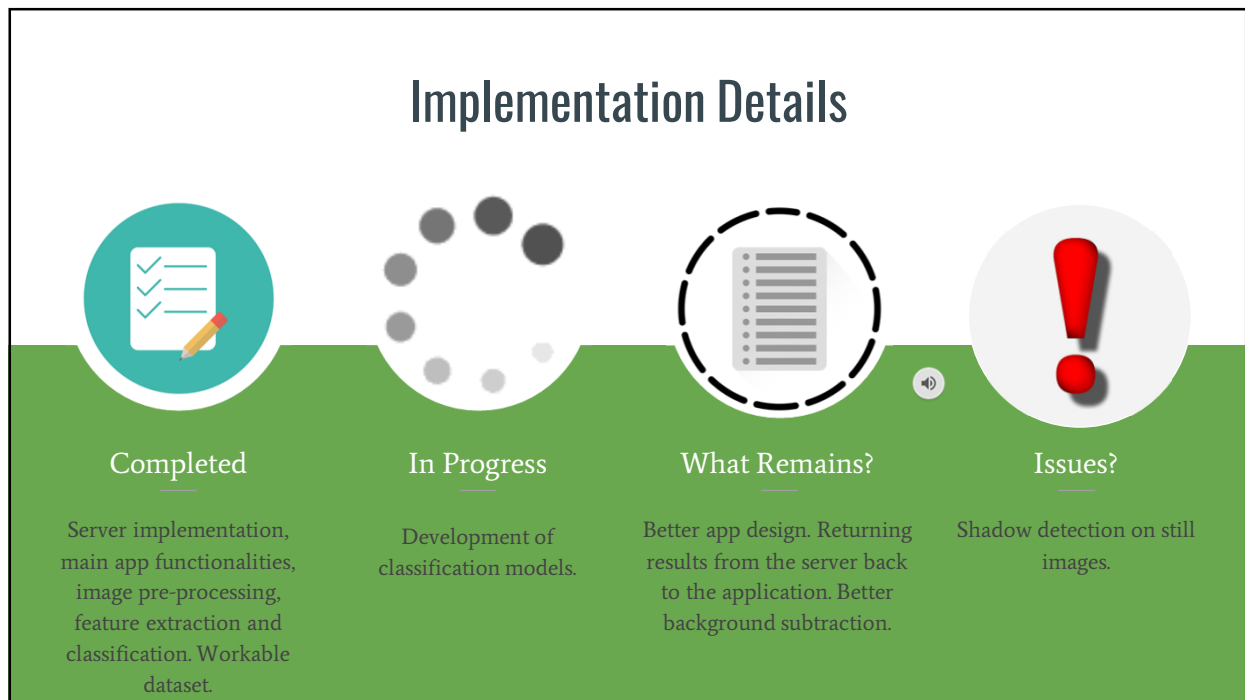 Implementation Details
Completed
Server implementation,
main app functionalities,
image pre-processing,
feature extraction and
classification. Workable
dataset.
In Progress
Development of
classification models.
What Remains?
Better app design. Returning
results from the server back
to the application. Better
background subtraction.
Issues?
Shadow detection on still
images.